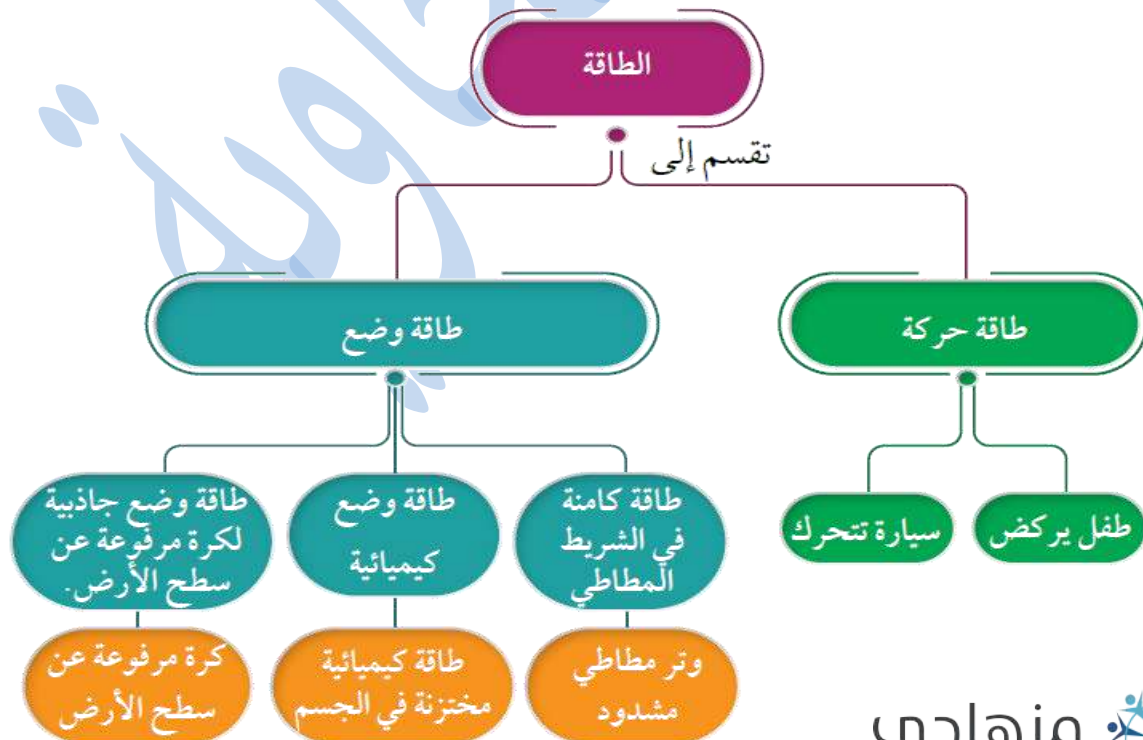 الطاقة
تقسم إلى
طاقة حركة
طاقة وضع
طفل يركض
سيارة تتحرك
طاقة كامنة
في الشريط
المطاطي
طاقة وضع
كيميائية
طاقة وضع جاذبية
لكرة مرفوعة عن
سطح الأرض.
وتر مطاطي
مشدود
طاقة كيميائية
مختزنة في الجسم
كرة مرفوعة عن
سطح الأرض